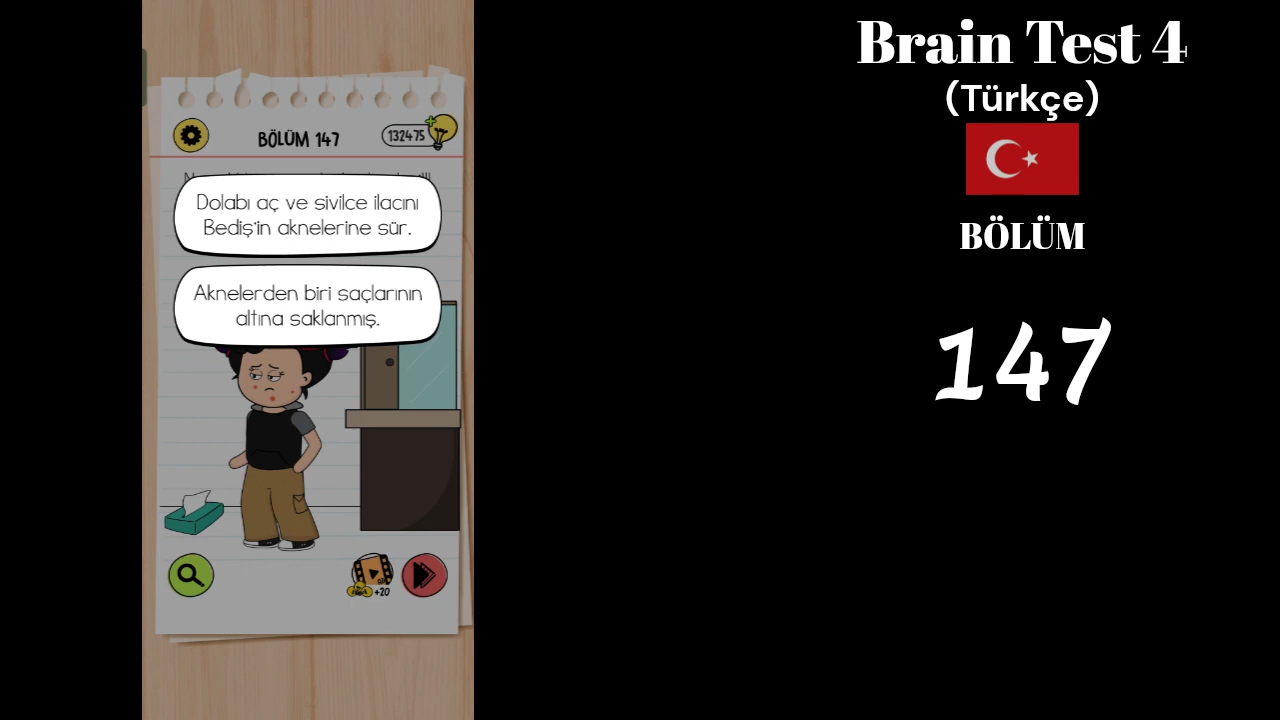 Brain Test 4
(Türkçe)
BÖLÜM
147
BÖLÜM 147
132475
Dolabı aç ve sivilce ilacını
Bediş'in aknelerine sür.
Aknelerden biri saçlarının
altına saklanmış.
+20